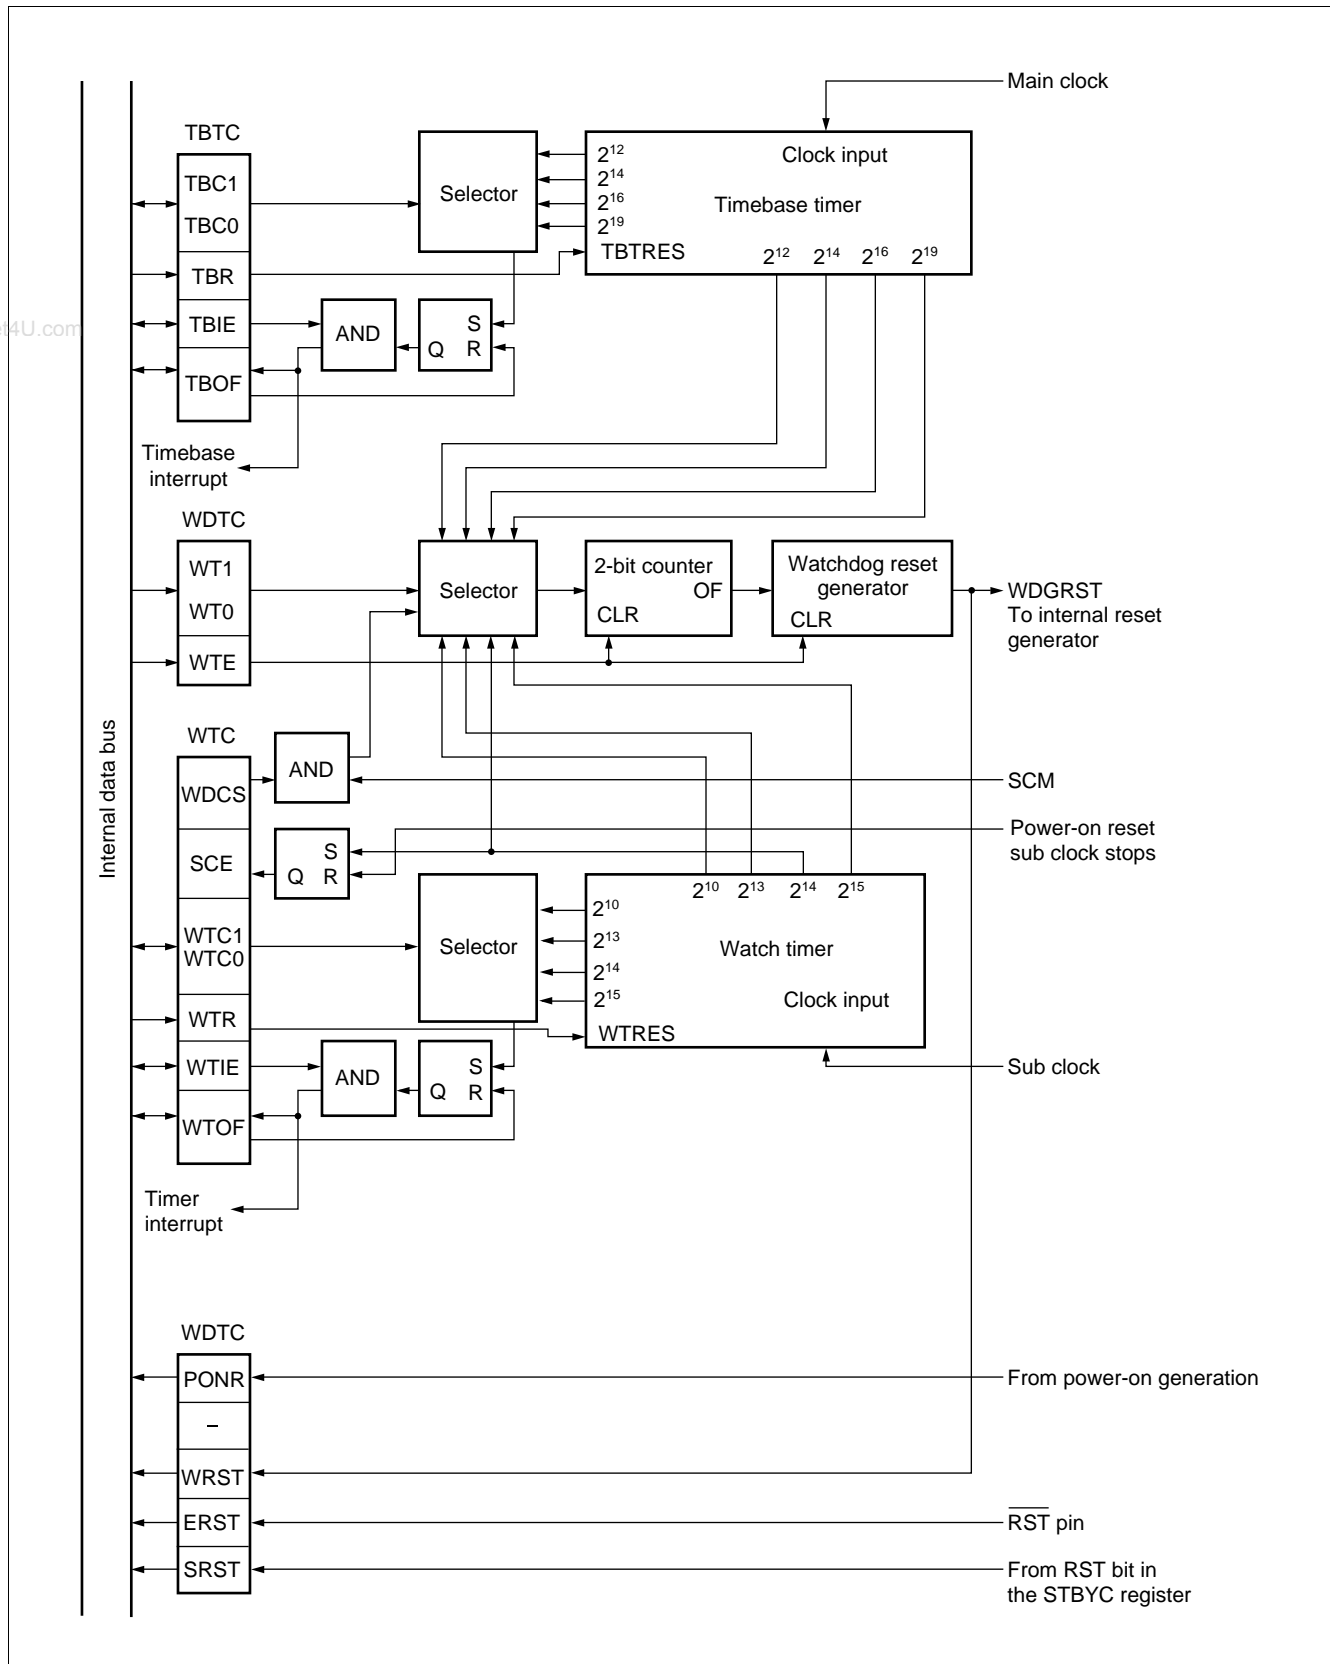 Main clock
TBTC
TBC1
TBC0
TBR
TBIE
TBOF
Selector
2¹²
2¹⁴
2¹⁶
2¹⁹
Clock input
Timebase timer
TBTRES
2¹² 2¹⁴ 2¹⁶ 2¹⁹
AND
S
Q R
et4U.com
Timebase
interrupt
WDTC
WT1
WT0
WTE
Selector
2-bit counter
OF
CLR
Watchdog reset
generator
CLR
WDGRST
To internal reset
generator
Internal data bus
WTC
WDCS
SCE
WTC1
WTC0
WTR
WTIE
WTOF
AND
SCM
S
Q R
Power-on reset
sub clock stops
Selector
2¹⁰ 2¹³ 2¹⁴ 2¹⁵
2¹⁰
2¹³
2¹⁴
2¹⁵
Watch timer
Clock input
WTRES
AND
S
Q R
Sub clock
Timer
interrupt
WDTC
PONR
–
WRST
ERST
SRST
From power-on generation
RST pin
From RST bit in
the STBYC register